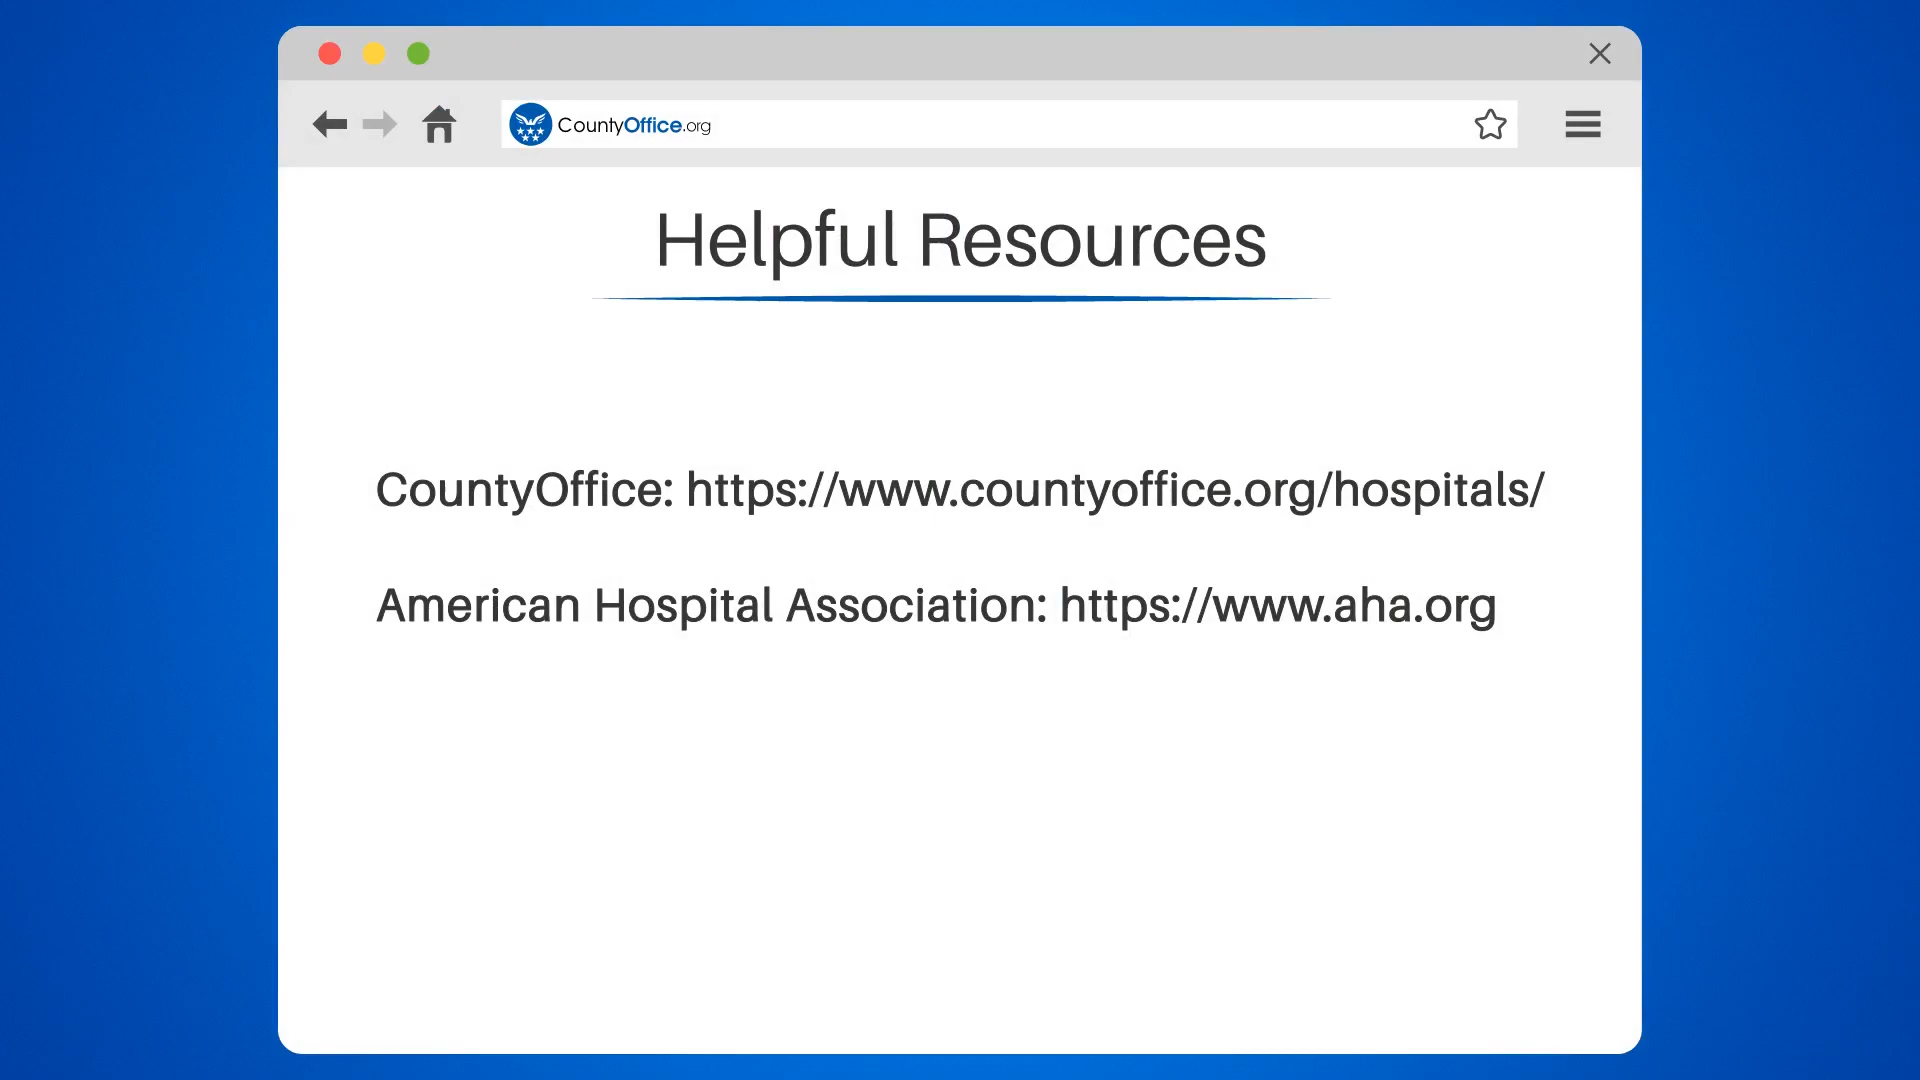 CountyOffice.org
Helpful Resources
CountyOffice: https://www.countyoffice.org/hospitals/
American Hospital Association: https://www.aha.org